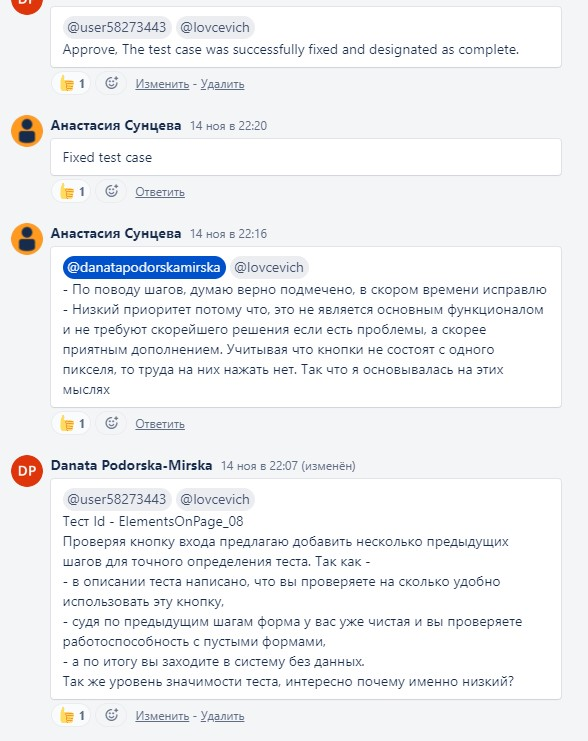 DP
@user58273443 @lovcevich
Approve, The test case was successfully fixed and designated as complete.
1 Изменить - Удалить
Анастасия Сунцева 14 ноя в 22:20
Fixed test case
1 Ответить
Анастасия Сунцева 14 ноя в 22:16
@danatapodorskamirska @lovcevich
- По поводу шагов, думаю верно подмечено, в скором времени исправлю
- Низкий приоритет потому что, это не является основным функционалом
и не требуют скорейшего решения если есть проблемы, а скорее
приятным дополнением. Учитывая что кнопки не состоят с одного
пикселя, то труда на них нажать нет. Так что я основывалась на этих
мыслях
1 Ответить
DP Danata Podorska-Mirska 14 ноя в 22:07 (изменён)
@user58273443 @lovcevich
Тест Id - ElementsOnPage_08
Проверяя кнопку входа предлагаю добавить несколько предыдущих
шагов для точного определения теста. Так как -
- в описании теста написано, что вы проверяете на сколько удобно
использовать эту кнопку,
- судя по предыдущим шагам форма у вас уже чистая и вы проверяете
работоспособность с пустыми формами,
- а по итогу вы заходите в систему без данных.
Так же уровень значимости теста, интересно почему именно низкий?
1 Изменить - Удалить